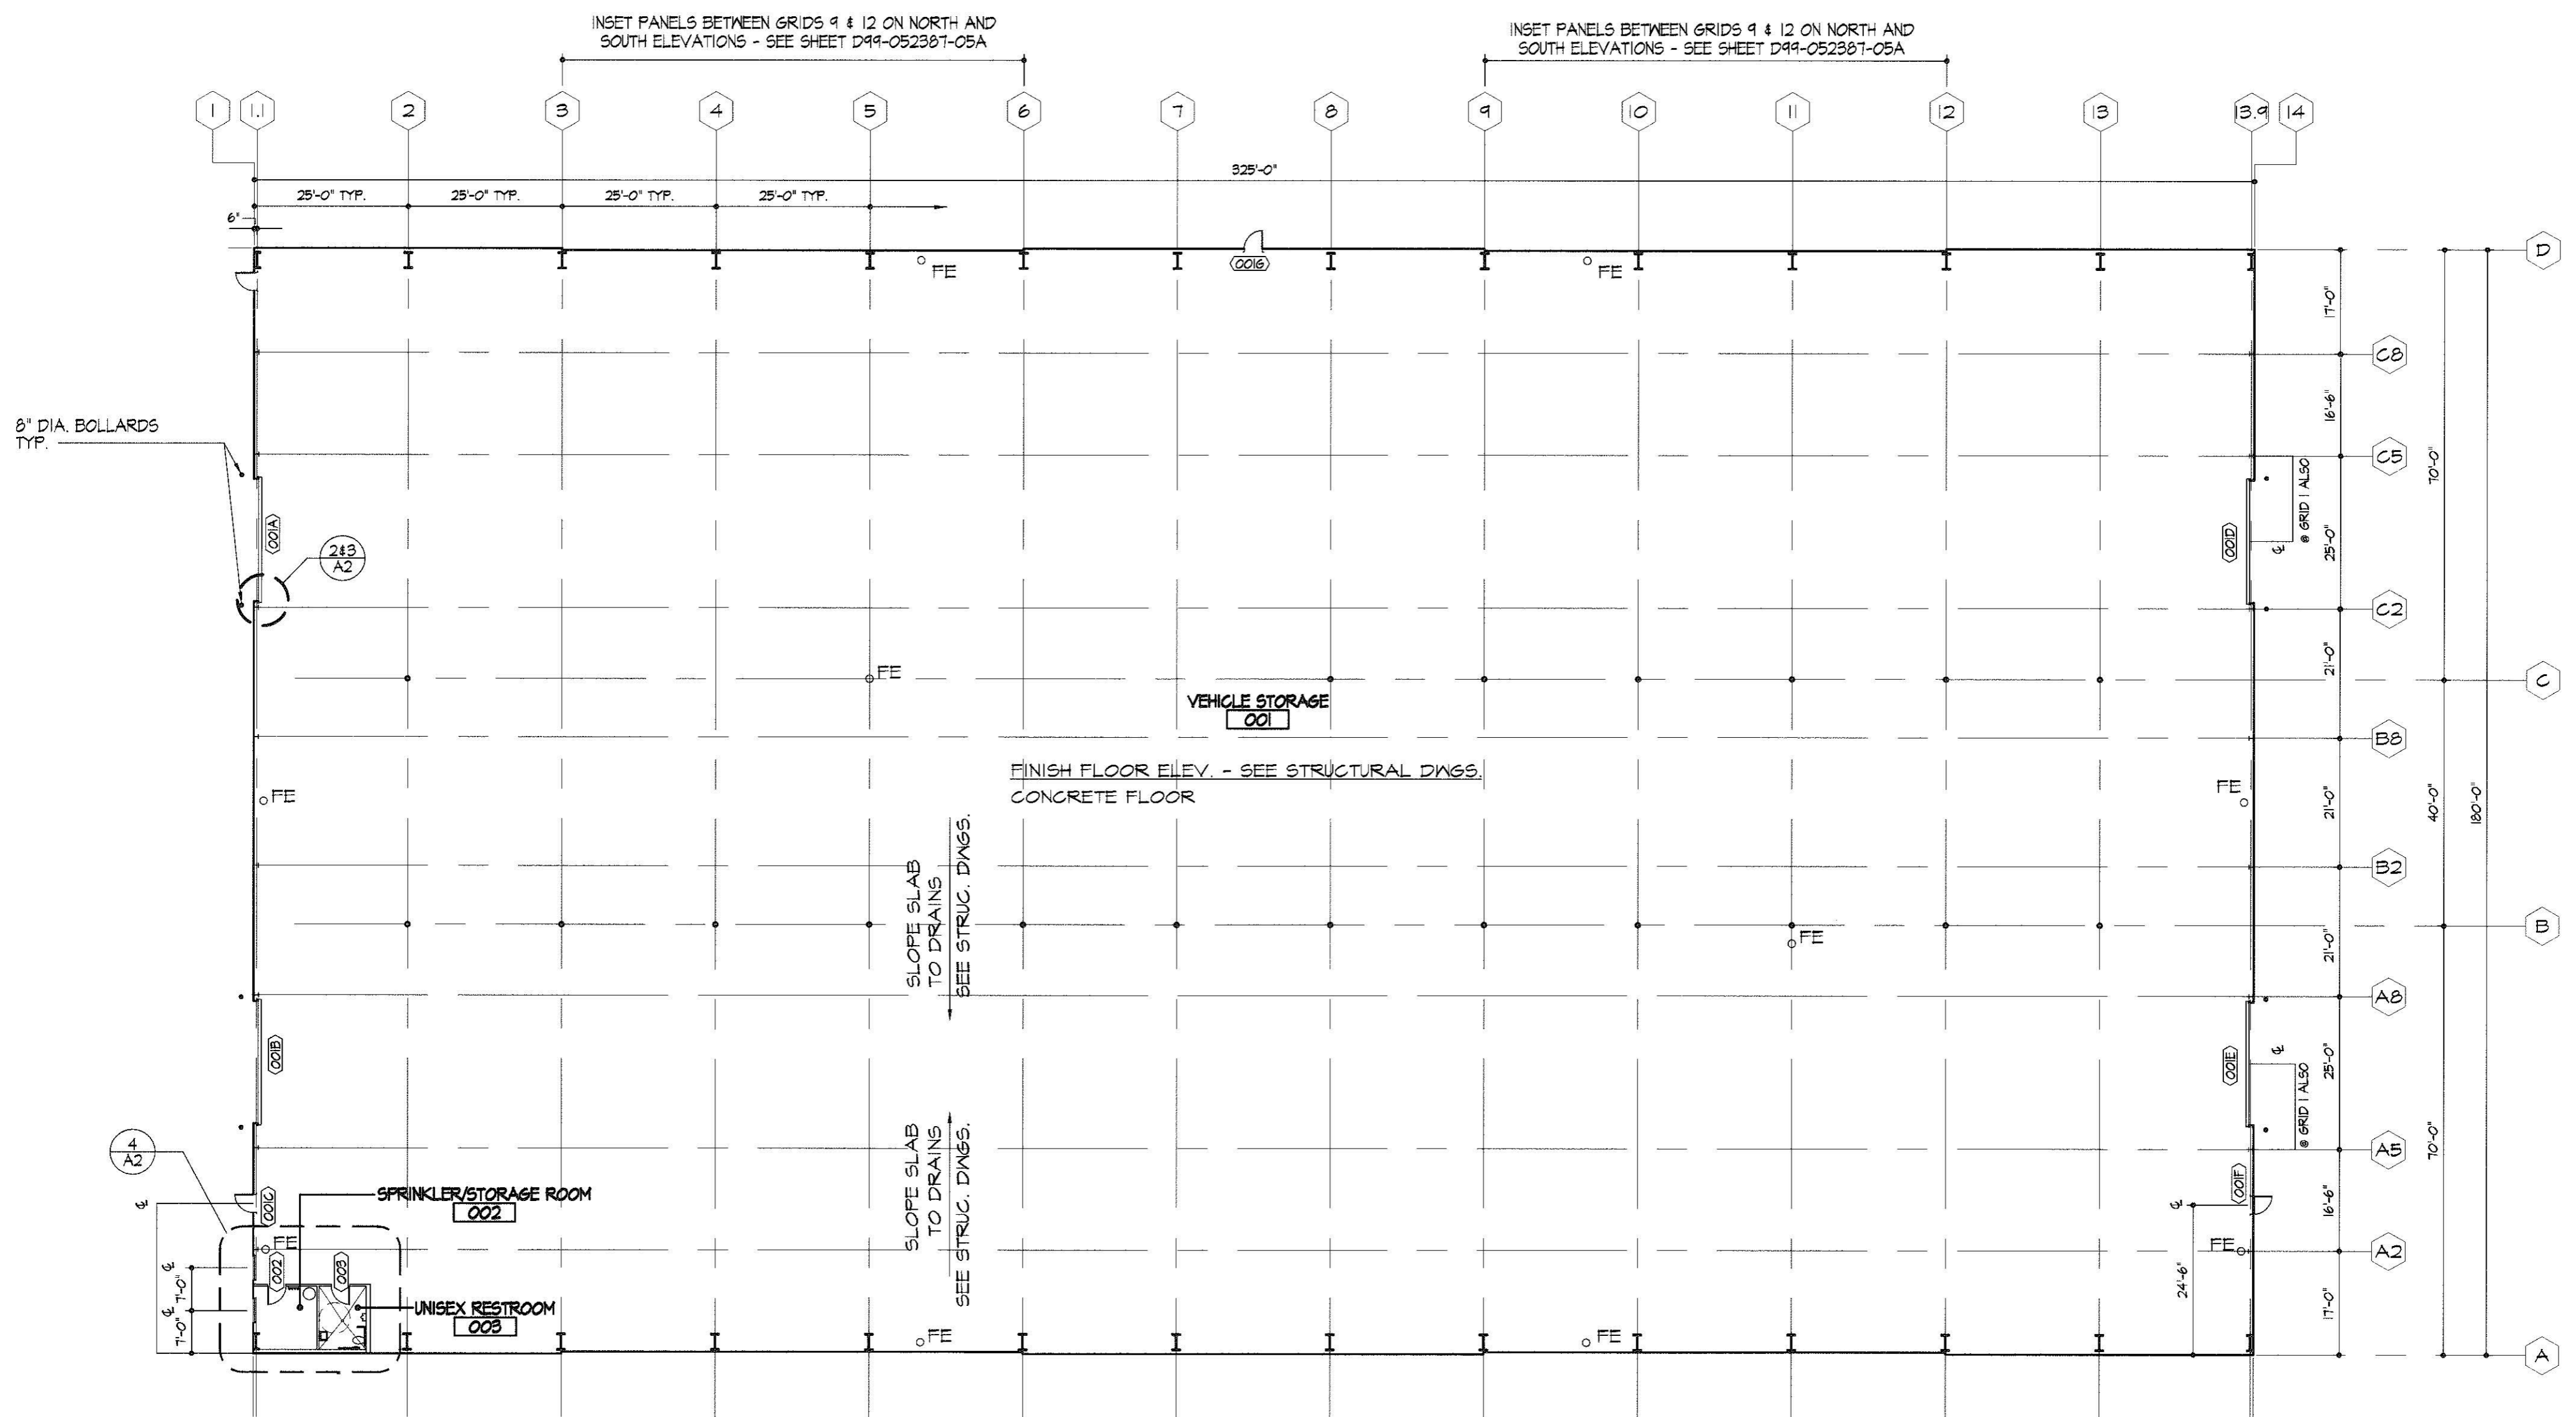 INSET PANELS BETWEEN GRIDS 9 & 12 ON NORTH AND
SOUTH ELEVATIONS - SEE SHEET D99-052387-05A
INSET PANELS BETWEEN GRIDS 9 & 12 ON NORTH AND
SOUTH ELEVATIONS - SEE SHEET D99-052387-05A
1
1.1
2
3
4
5
6
7
8
9
10
11
12
13
13.9
14
325'-0"
25'-0" TYP.
25'-0" TYP.
25'-0" TYP.
25'-0" TYP.
6"
D
001G
FE
FE
17'-0"
C8
16'-6"
8" DIA. BOLLARDS
TYP.
C5
70'-0"
@ GRID 1 ALSO
001A
001D
℄
25'-0"
2&3
A2
C2
21'-0"
FE
C
VEHICLE STORAGE
001
B8
FINISH FLOOR ELEV. - SEE STRUCTURAL DWGS.
CONCRETE FLOOR
FE
FE
21'-0"
40'-0"
180'-0"
B2
SLOPE SLAB
TO DRAINS
SEE STRUC. DWGS.
FE
B
21'-0"
A8
001B
001E
℄
25'-0"
@ GRID 1 ALSO
4
A2
SLOPE SLAB
TO DRAINS
SEE STRUC. DWGS.
A5
70'-0"
001C
001F
SPRINKLER/STORAGE ROOM
002
℄
℄
16'-6"
FE
FE
A2
002
003
℄
7'-0"
℄
7'-0"
24'-6"
UNISEX RESTROOM
003
FE
FE
17'-0"
A